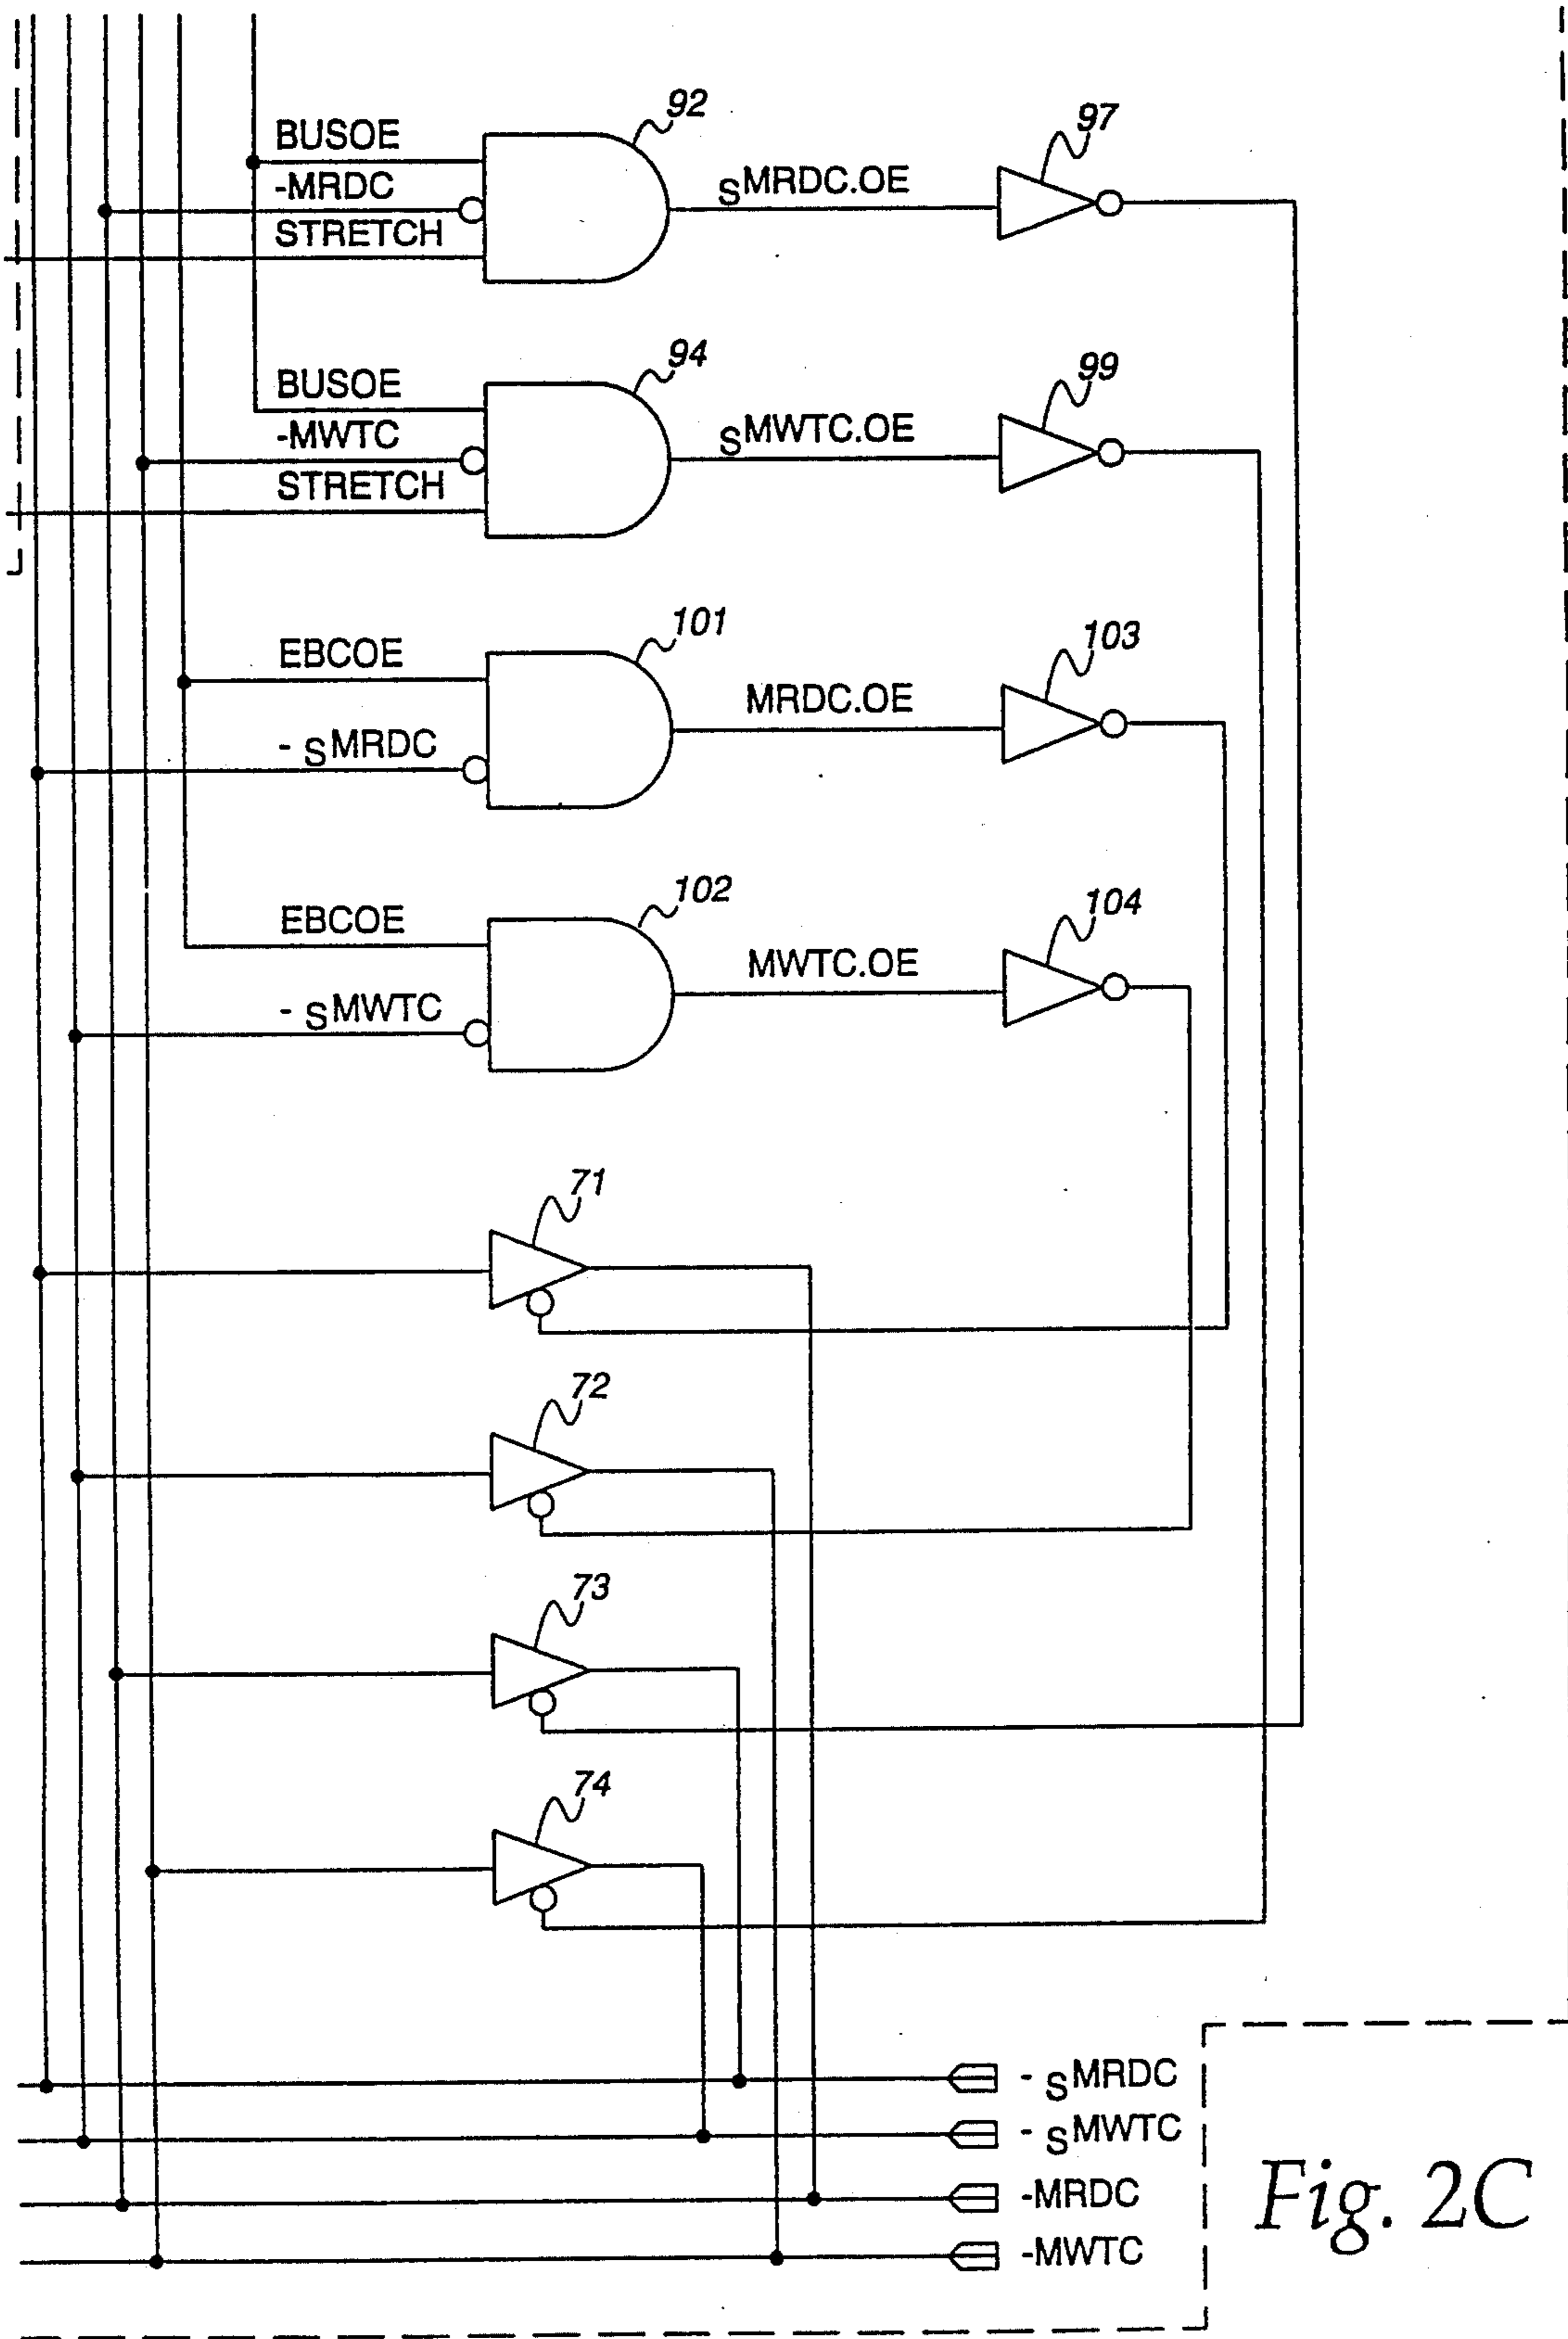 92
97
BUSOE
-MRDC
STRETCH
SMRDC.OE
94
99
BUSOE
-MWTC
STRETCH
SMWTC.OE
101
103
EBCOE
- SMRDC
MRDC.OE
102
104
EBCOE
- SMWTC
MWTC.OE
71
72
73
74
- SMRDC
- SMWTC
-MRDC
-MWTC
Fig. 2C